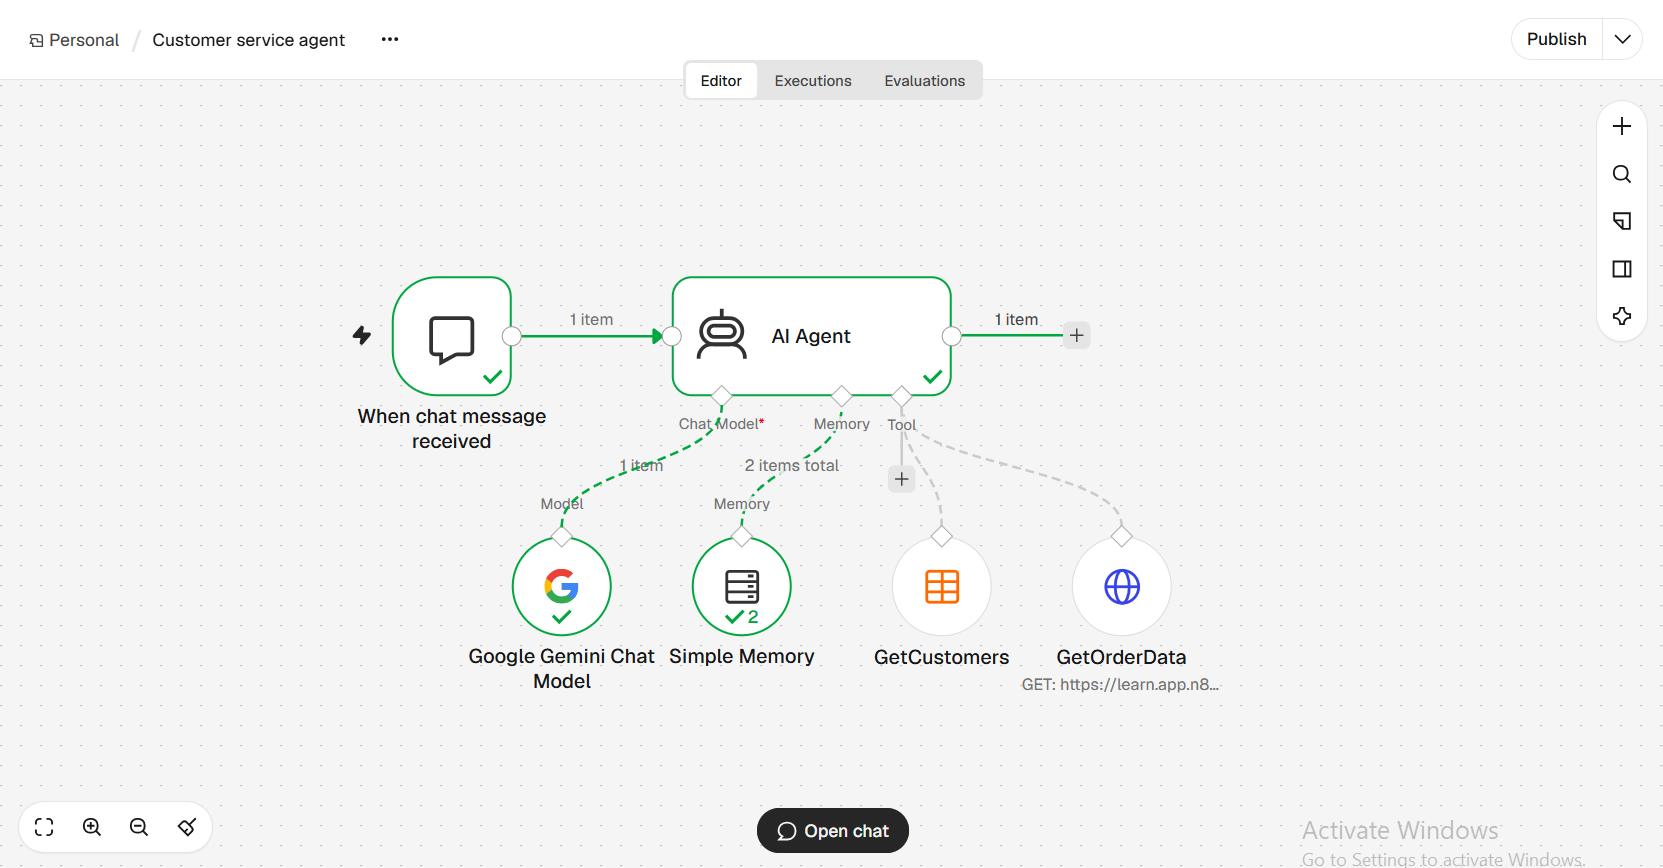 Personal / Customer service agent ...
Publish
Editor Executions Evaluations
1 item
AI Agent
1 item
When chat message
received
Chat Model*
Memory
Tool
1 item
2 items total
Model
Memory
2
Google Gemini Chat
Model
Simple Memory
GetCustomers
GetOrderData
GET: https://learn.app.n8...
Open chat
Activate Windows
Go to Settings to activate Windows.